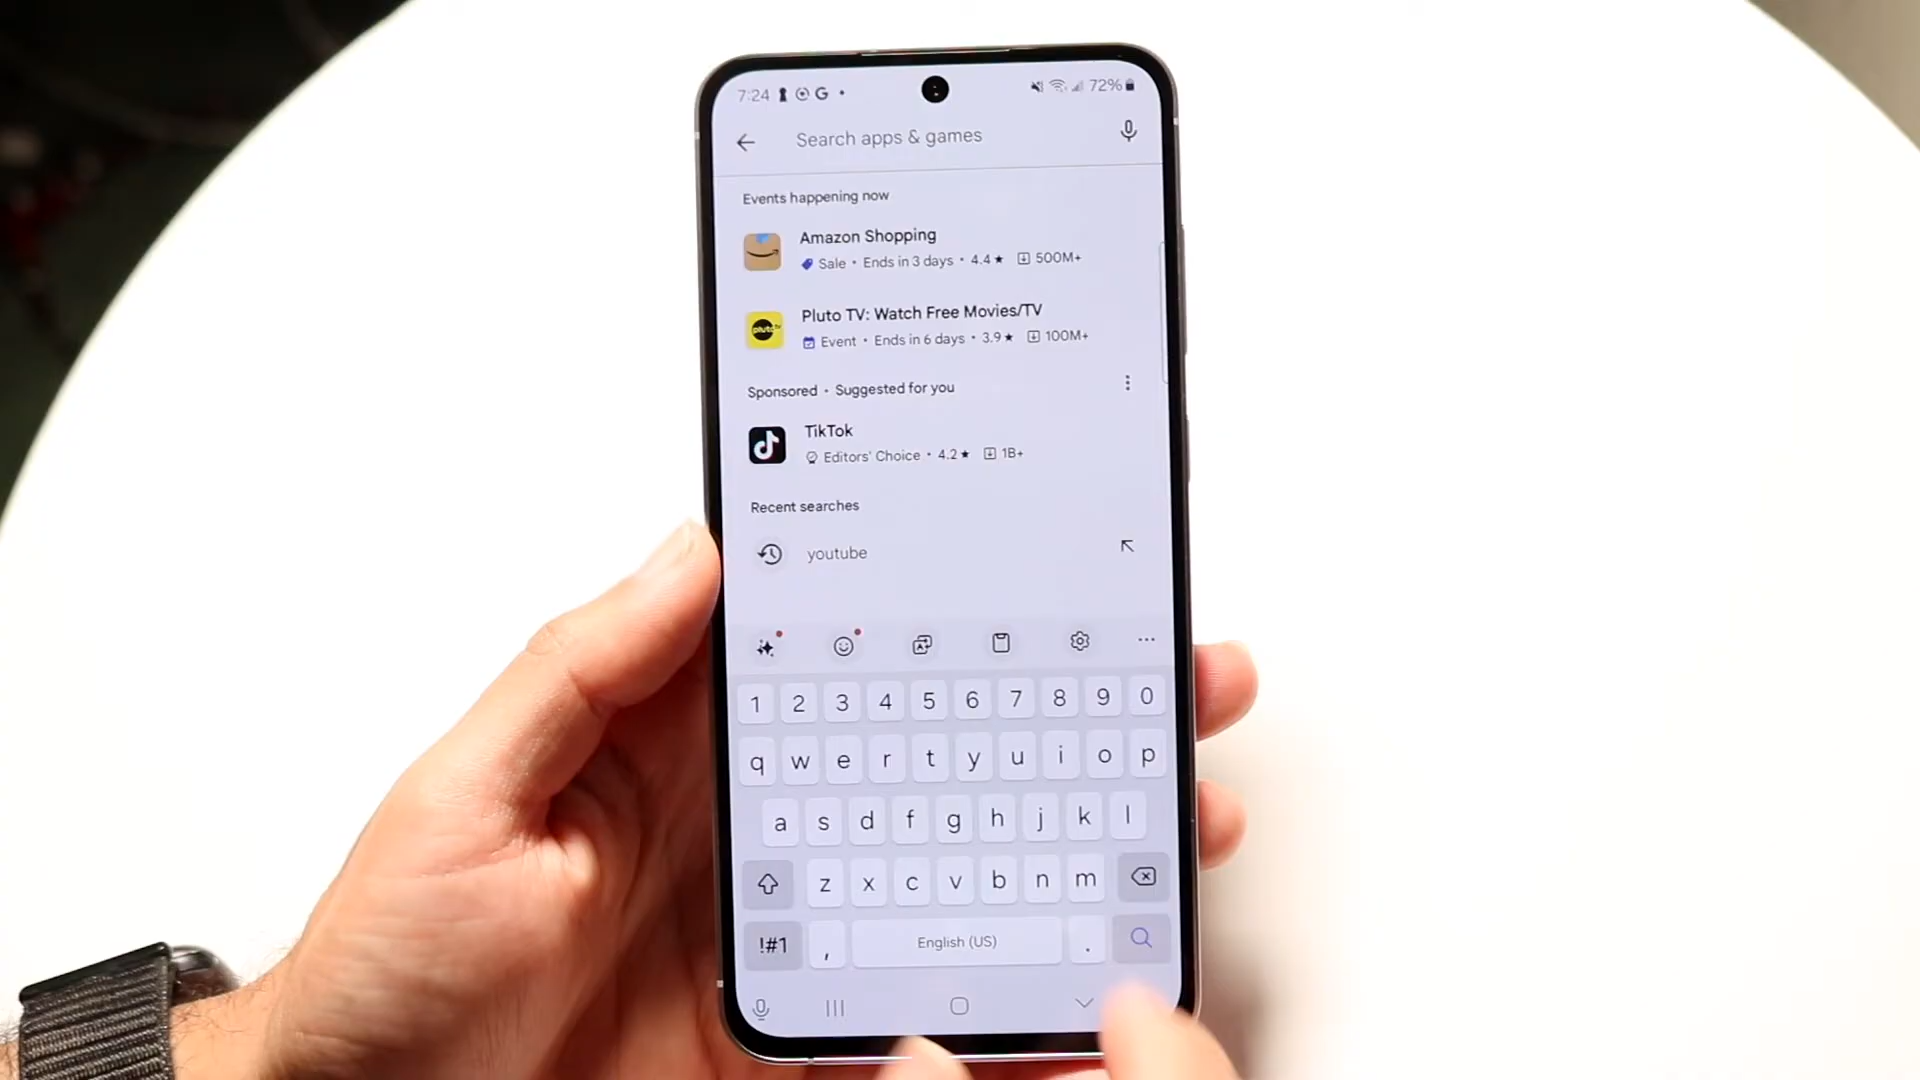 7:24 G 72%
Search apps & games
Events happening now
Amazon Shopping
Sale • Ends in 3 days • 4.4★ 500M+
Pluto TV: Watch Free Movies/TV
pluto tv
Event • Ends in 6 days • 3.9★ 100M+
Sponsored • Suggested for you
TikTok
Editors' Choice • 4.2★ 1B+
Recent searches
youtube
1 2 3 4 5 6 7 8 9 0
q w e r t y u i o p
a s d f g h j k l
z x c v b n m
!#1 , English (US) .